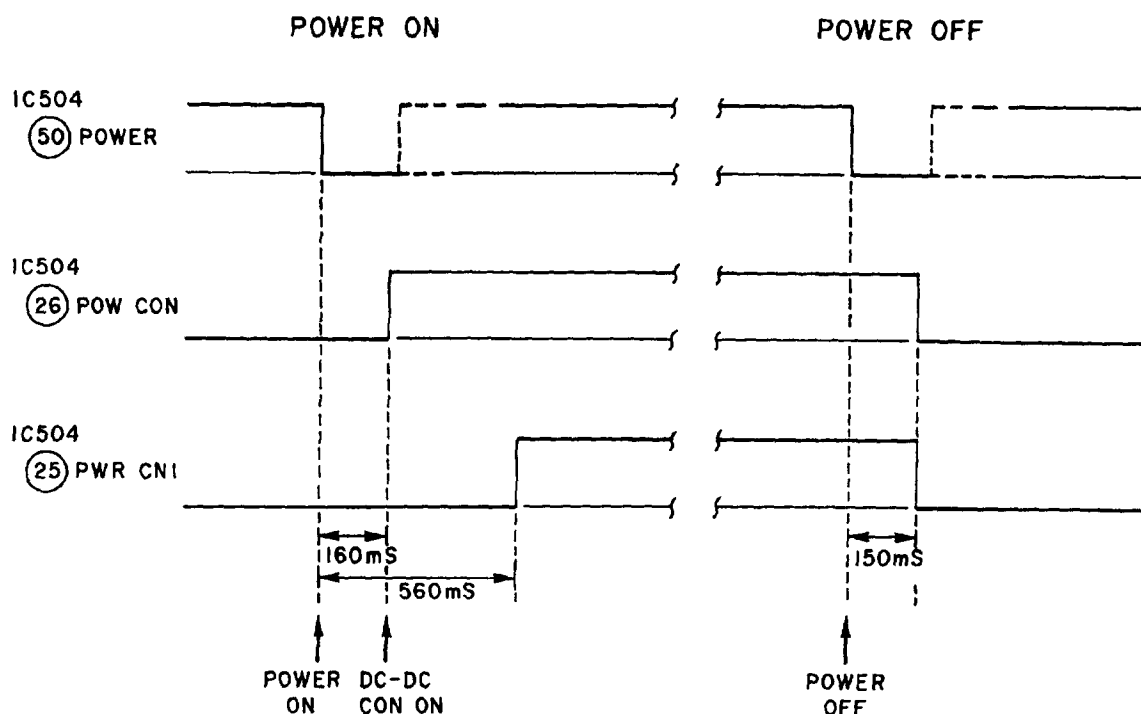 POWER ON
POWER OFF
IC504
50 POWER
IC504
26 POW CON
IC504
25 PWR CN1
160mS
560mS
150mS
POWER ON
DC-DC CON ON
POWER OFF